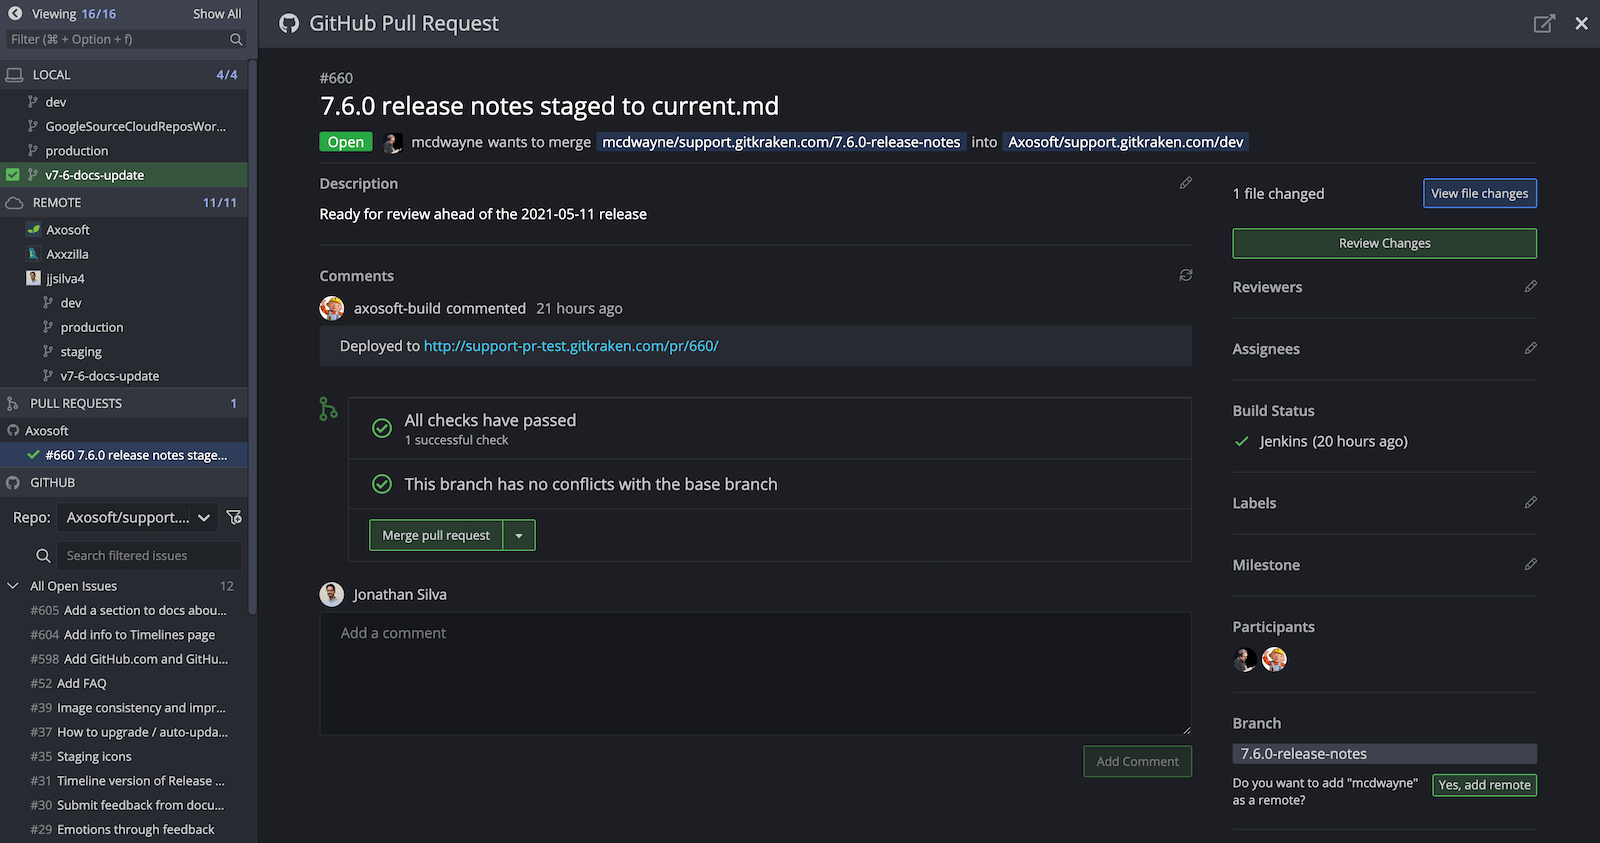 Viewing 16/16 Show All
Filter (⌘ + Option + f)
LOCAL 4/4
dev
GoogleSourceCloudReposWor...
production
v7-6-docs-update
REMOTE 11/11
Axosoft
Axxzilla
jjsilva4
dev
production
staging
v7-6-docs-update
PULL REQUESTS 1
Axosoft
#660 7.6.0 release notes stage...
GITHUB
Repo: Axosoft/support....
Search filtered issues
All Open Issues 12
#605 Add a section to docs abou...
#604 Add info to Timelines page
#598 Add GitHub.com and GitHu...
#52 Add FAQ
#39 Image consistency and impr...
#37 How to upgrade / auto-upda...
#35 Staging icons
#31 Timeline version of Release ...
#30 Submit feedback from docu...
#29 Emotions through feedback
GitHub Pull Request
#660
7.6.0 release notes staged to current.md
Open mcdwayne wants to merge mcdwayne/support.gitkraken.com/7.6.0-release-notes into Axosoft/support.gitkraken.com/dev
Description
Ready for review ahead of the 2021-05-11 release
Comments
axosoft-build commented 21 hours ago
Deployed to http://support-pr-test.gitkraken.com/pr/660/
All checks have passed
1 successful check
This branch has no conflicts with the base branch
Merge pull request
Jonathan Silva
Add a comment
Add Comment
1 file changed View file changes
Review Changes
Reviewers
Assignees
Build Status
Jenkins (20 hours ago)
Labels
Milestone
Participants
Branch
7.6.0-release-notes
Do you want to add "mcdwayne" as a remote? Yes, add remote